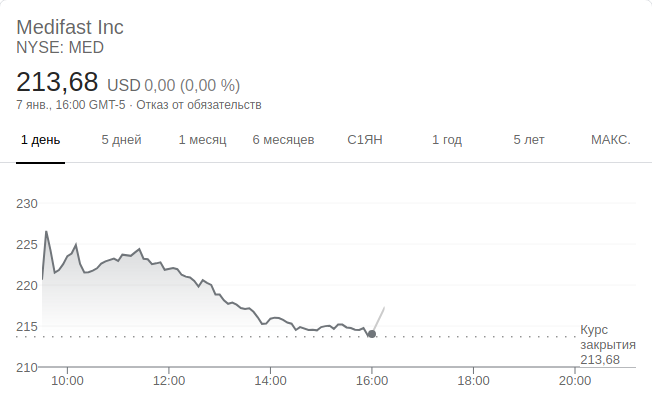 Medifast Inc
NYSE: MED
213,68 USD 0,00 (0,00 %)
7 янв., 16:00 GMT-5 · Отказ от обязательств
1 день 5 дней 1 месяц 6 месяцев С1ЯН 1 год 5 лет МАКС.
230
225
220
215
Курс
закрытия
213,68
210
10:00 12:00 14:00 16:00 18:00 20:00